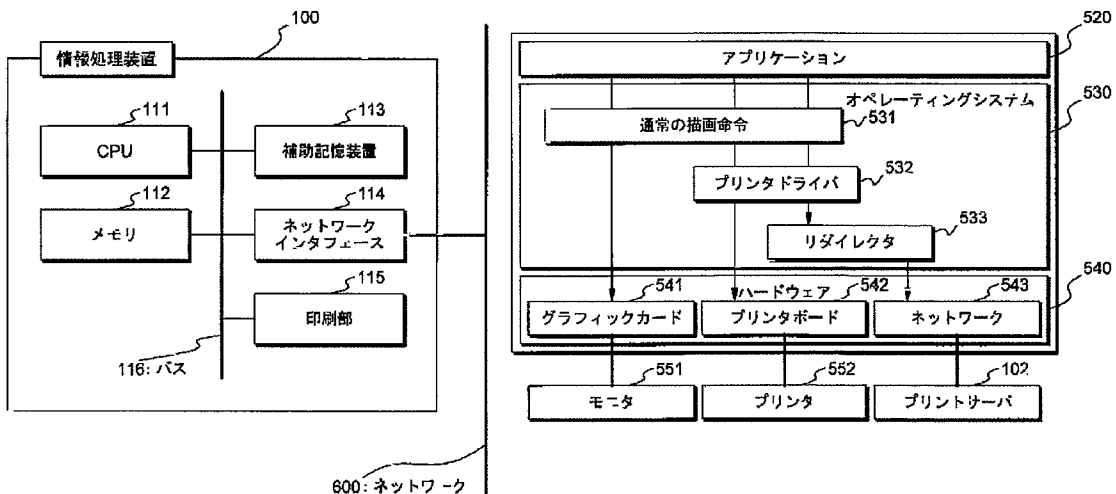 100
情報処理装置
111
CPU
113
補助記憶装置
112
メモリ
114
ネットワーク
インタフェース
115
印刷部
116:バス
600:ネットワーク
520
アプリケーション
オペレーティングシステム
530
通常の描画命令
531
プリンタドライバ
532
リダイレクタ
533
ハードウェア
540
541
グラフィックカード
542
プリンタボード
543
ネットワーク
551
モニタ
552
プリンタ
102
プリントサーバ